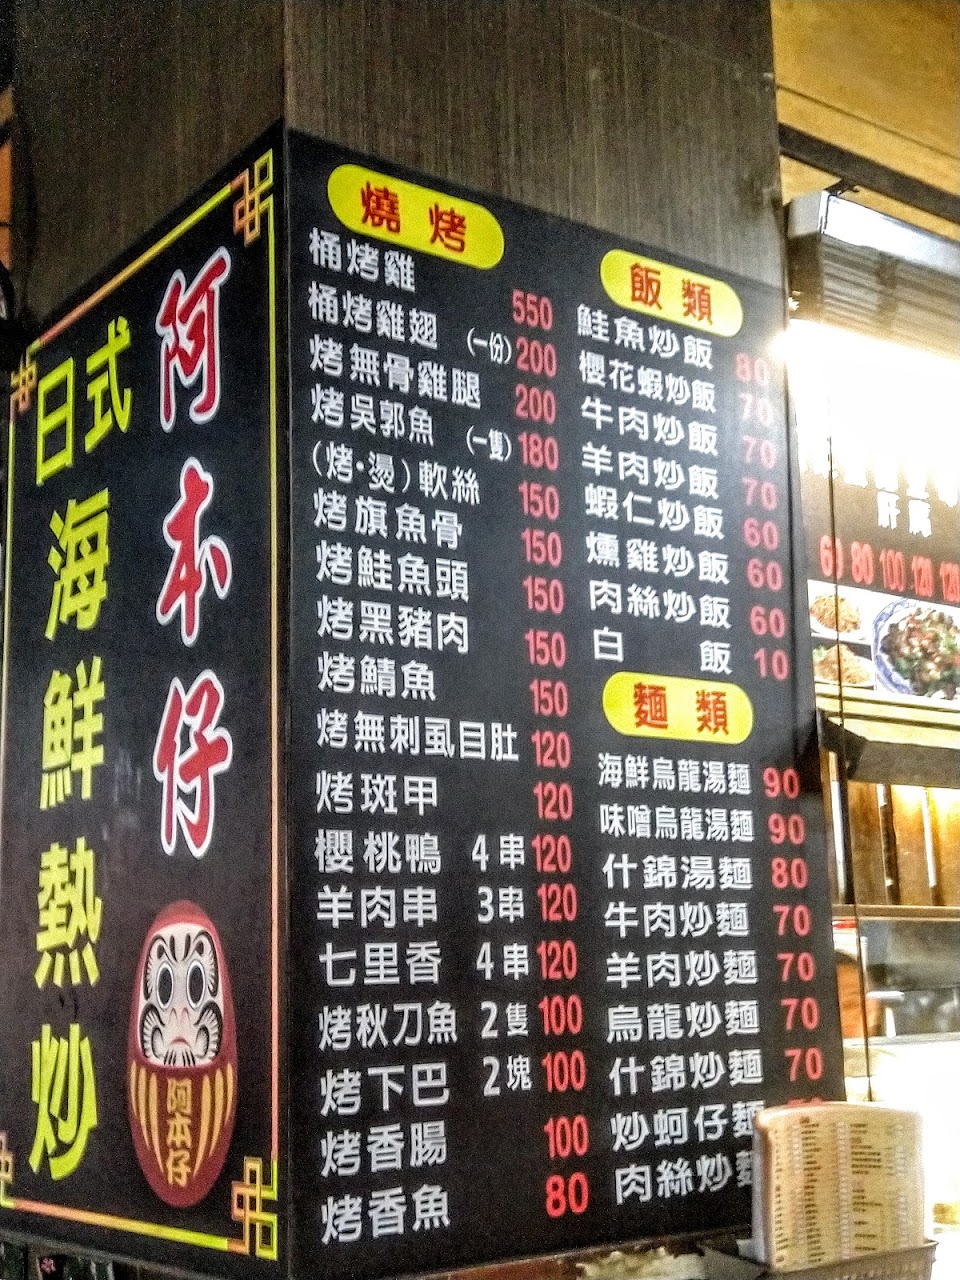 阿本仔
日式海鮮熱炒
阿本仔
燒烤
桶烤雞 550
桶烤雞翅 (一份) 200
烤無骨雞腿 200
烤吳郭魚 (一隻) 180
(烤·燙)軟絲 150
烤旗魚骨 150
烤鮭魚頭 150
烤黑豬肉 150
烤鯖魚 150
烤無刺虱目肚 120
烤斑甲 120
櫻桃鴨 4串 120
羊肉串 3串 120
七里香 4串 120
烤秋刀魚 2隻 100
烤下巴 2塊 100
烤香腸 100
烤香魚 80
飯類
鮭魚炒飯 80
櫻花蝦炒飯 70
牛肉炒飯 70
羊肉炒飯 70
蝦仁炒飯 60
燻雞炒飯 60
肉絲炒飯 60
白飯 10
麵類
海鮮烏龍湯麵 90
味噌烏龍湯麵 90
什錦湯麵 80
牛肉炒麵 70
羊肉炒麵 70
烏龍炒麵 70
什錦炒麵 70
炒蚵仔麵
肉絲炒麵
60 80 100 120 120